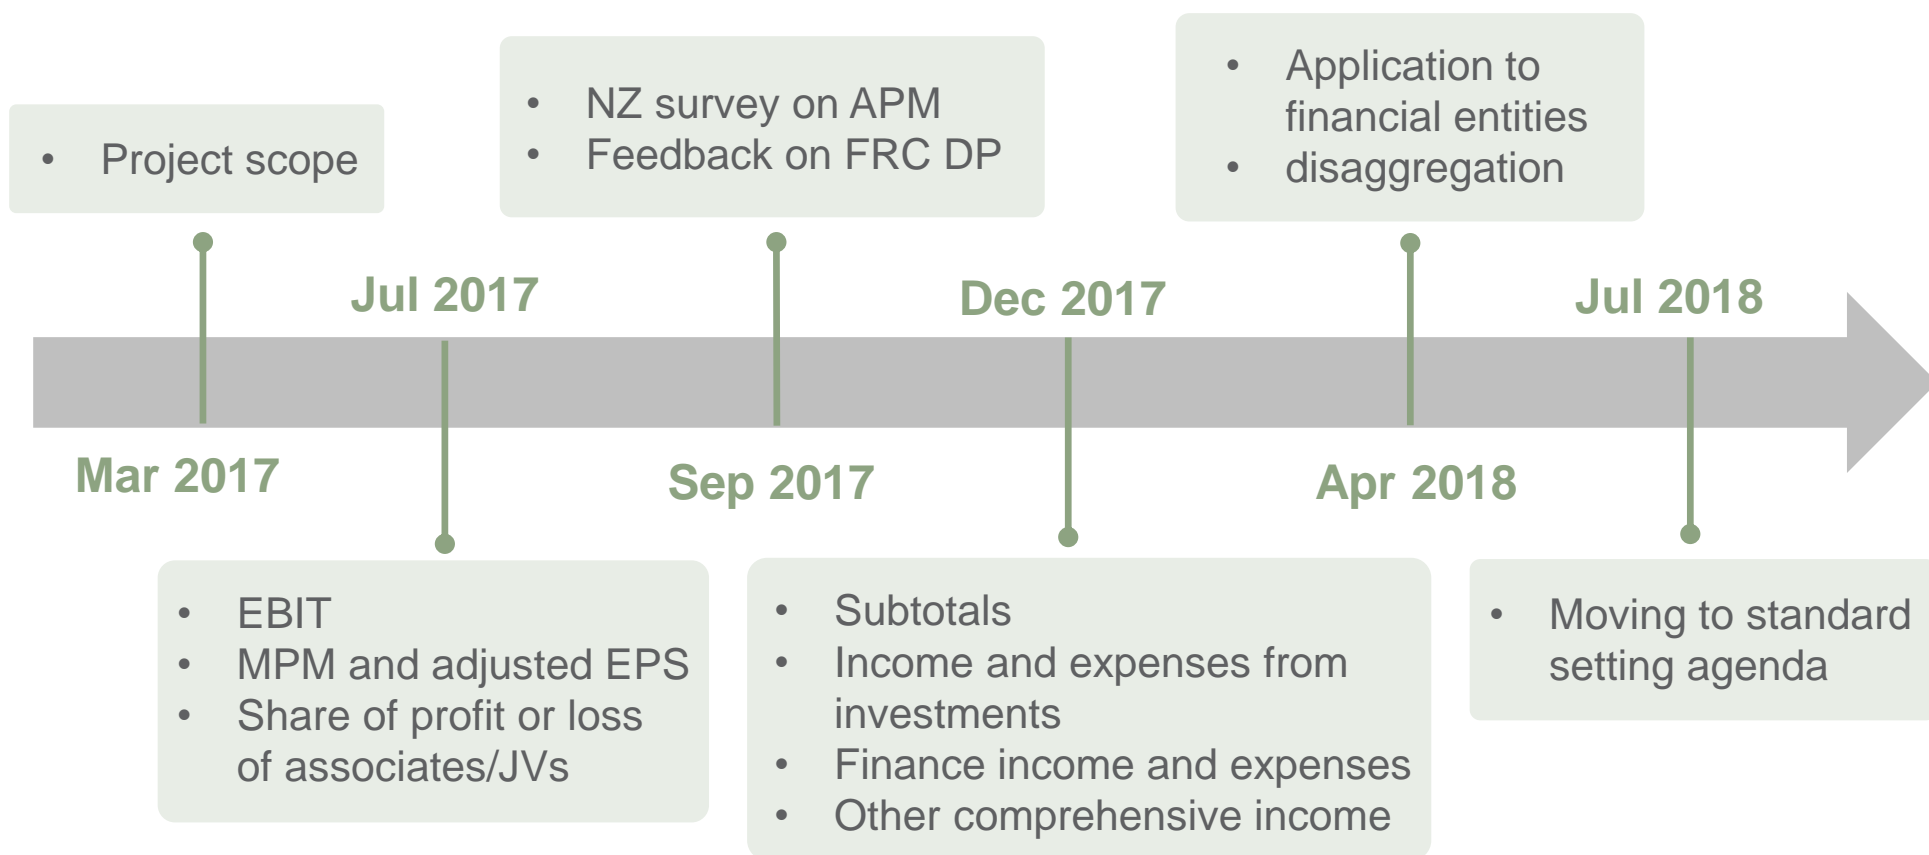 • Project scope
Mar 2017
Jul 2017
• EBIT
• MPM and adjusted EPS
• Share of profit or loss
of associates/JVs
• NZ survey on APM
• Feedback on FRC DP
Sep 2017
Dec 2017
• Subtotals
• Income and expenses from
investments
• Finance income and expenses
• Other comprehensive income
• Application to
financial entities
• disaggregation
Apr 2018
Jul 2018
• Moving to standard
setting agenda